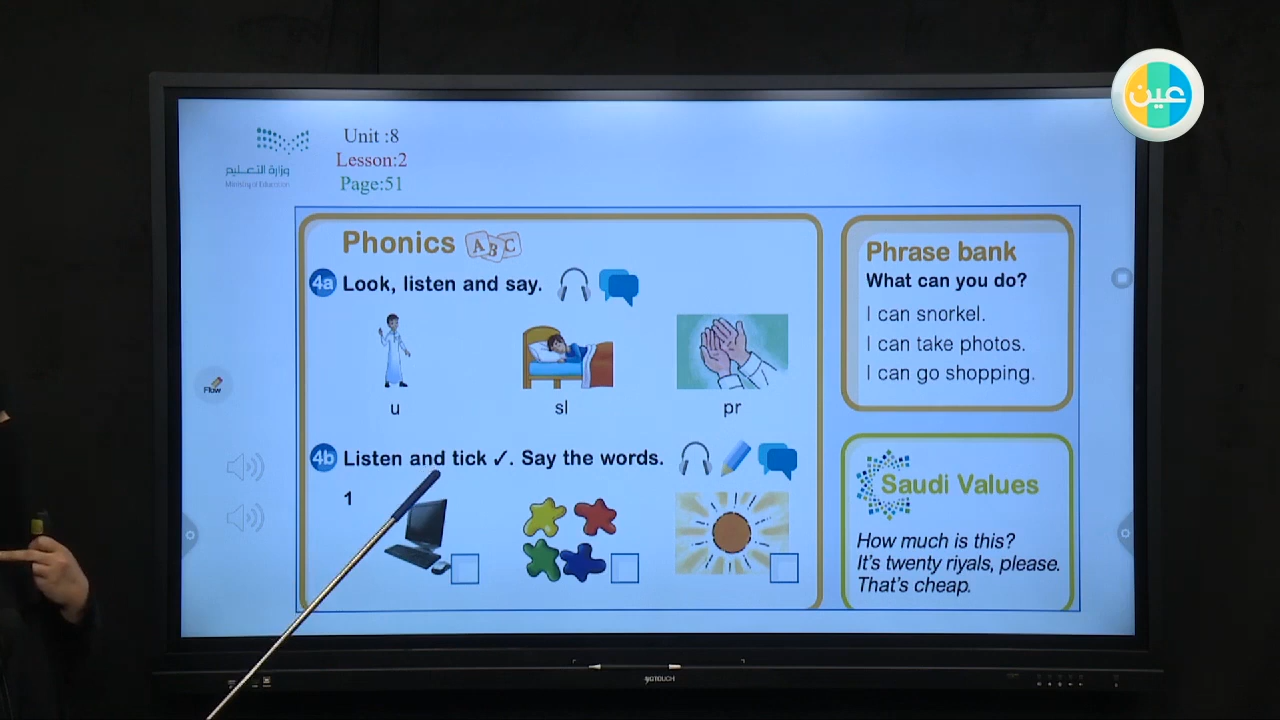 عين
وزارة التعليم
Ministry of Education
Unit :8
Lesson:2
Page:51
Phonics ABC
4a Look, listen and say.
u
sl
pr
4b Listen and tick ✓. Say the words.
1
Phrase bank
What can you do?
I can snorkel.
I can take photos.
I can go shopping.
Saudi Values
How much is this?
It's twenty riyals, please.
That's cheap.
Flow